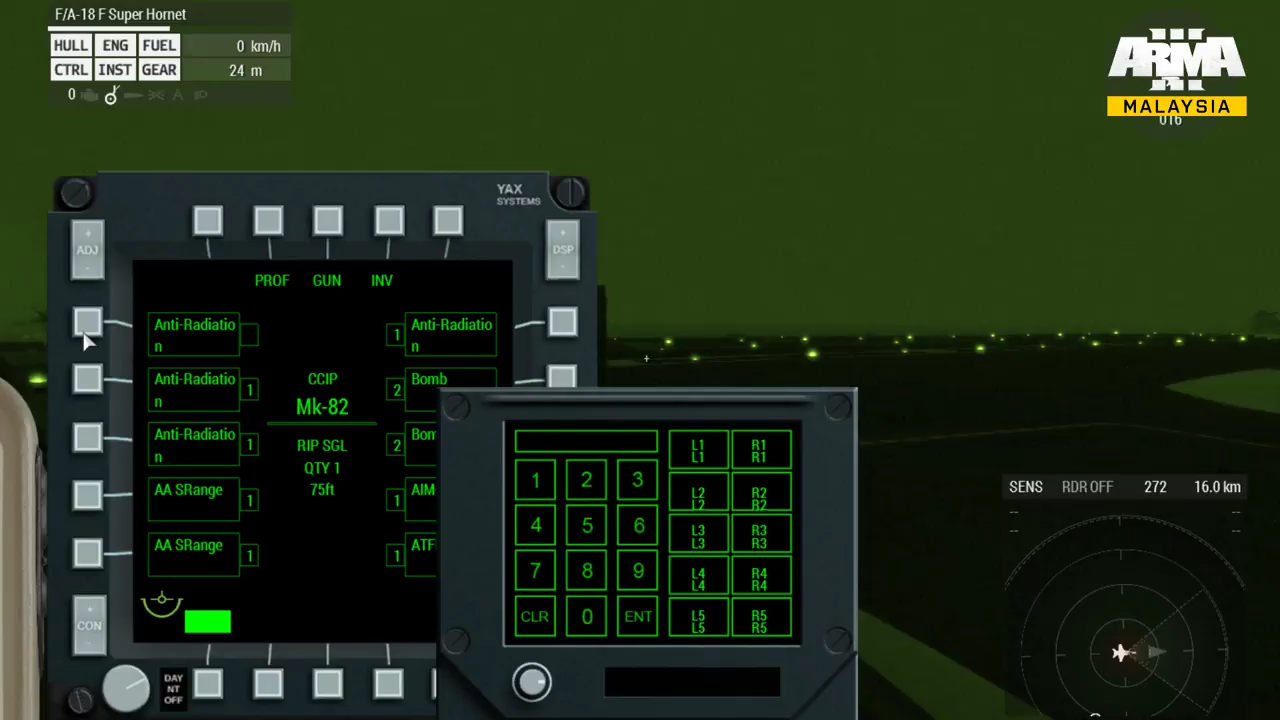 F/A-18 F Super Hornet
HULL ENG FUEL 0 km/h
CTRL INST GEAR 24 m
0
ARMA III
MALAYSIA
016
YAX
SYSTEMS
+
ADJ
-
+
DSP
-
PROF GUN INV
Anti-Radiatio
n
1 Anti-Radiatio
n
Anti-Radiatio
n
1
2 Bomb
Anti-Radiatio
n
1
2
AA SRange
1
1 AIM
AA SRange
1
1 ATF
CCIP
Mk-82
RIP SGL
QTY 1
75ft
+
CON
-
DAY
NT
OFF
1 2 3
4 5 6
7 8 9
CLR 0 ENT
L1 R1
L1 R1
L2 R2
L2 R2
L3 R3
L3 R3
L4 R4
L4 R4
L5 R5
L5 R5
SENS RDR OFF 272 16.0 km